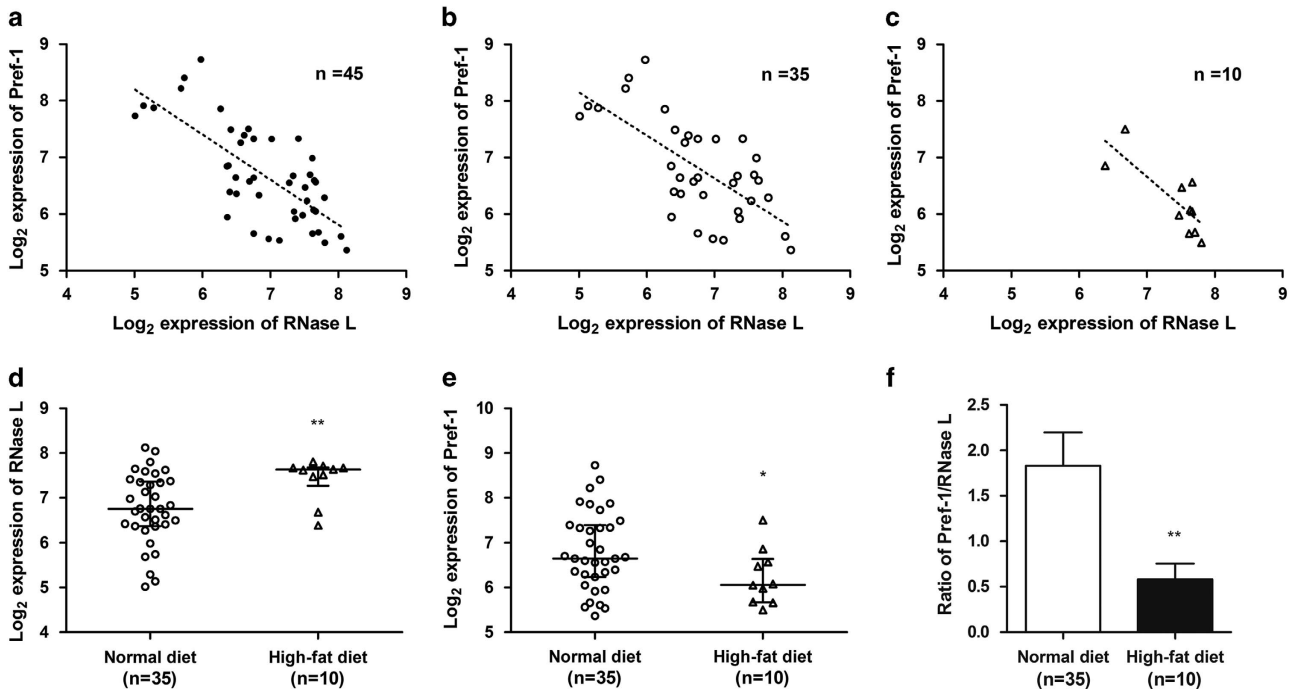 a
Log2 expression of Pref-1
9
8
7
6
5
n =45
4 5 6 7 8 9
Log2 expression of RNase L
b
Log2 expression of Pref-1
9
8
7
6
5
n =35
4 5 6 7 8 9
Log2 expression of RNase L
c
Log2 expression of Pref-1
9
8
7
6
5
n =10
4 5 6 7 8 9
Log2 expression of RNase L
d
Log2 expression of RNase L
9
8
7
6
5
4
**
Normal diet
(n=35)
High-fat diet
(n=10)
e
Log2 expression of Pref-1
10
9
8
7
6
5
*
Normal diet
(n=35)
High-fat diet
(n=10)
f
Ratio of Pref-1/RNase L
2.5
2.0
1.5
1.0
0.5
0.0
**
Normal diet
(n=35)
High-fat diet
(n=10)